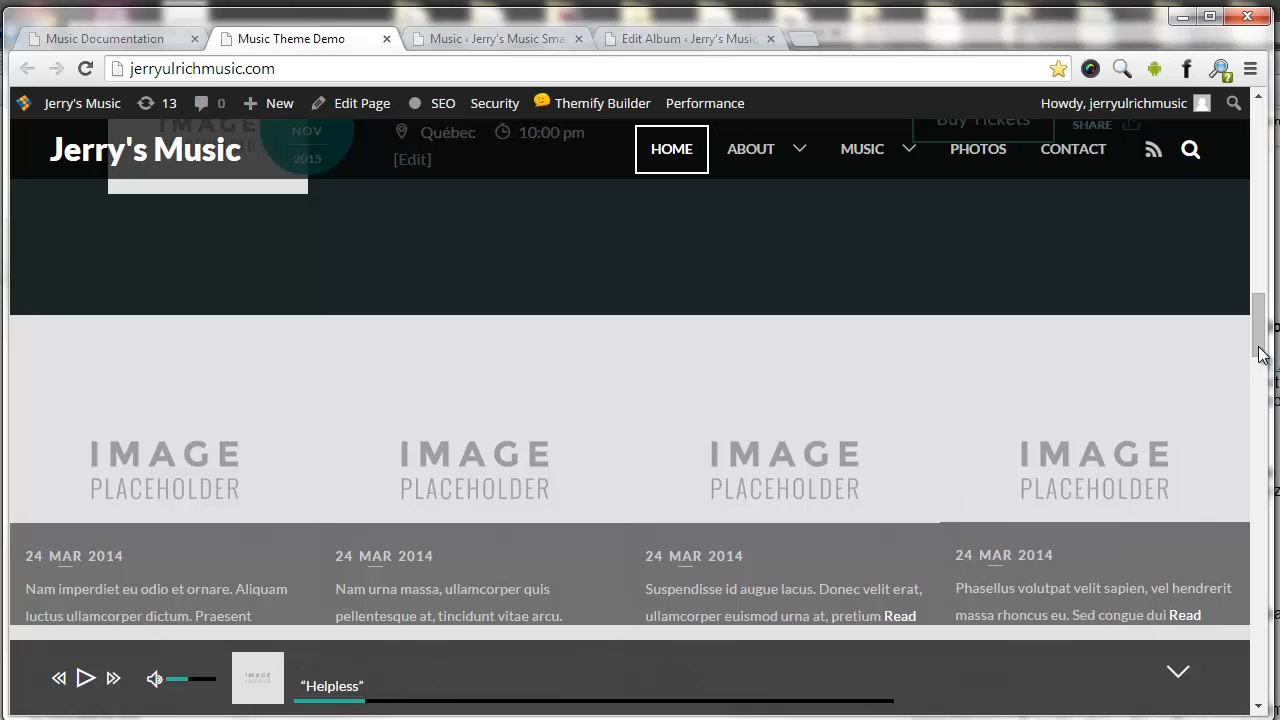 Music Documentation
Music Theme Demo
Music ‹ Jerry's Music Sma
Edit Album ‹ Jerry's Music
jerryulrichmusic.com
Jerry's Music 13 0 New Edit Page SEO Security Themify Builder Performance
Howdy, jerryulrichmusic
IMAGE
PLACEHOLDER
NOV
2015
Québec 10:00 pm
[Edit]
Buy Tickets
SHARE
Jerry's Music
HOME ABOUT MUSIC PHOTOS CONTACT
IMAGE
PLACEHOLDER
24 MAR 2014
Nam imperdiet eu odio et ornare. Aliquam
luctus ullamcorper dictum. Praesent
IMAGE
PLACEHOLDER
24 MAR 2014
Nam urna massa, ullamcorper quis
pellentesque at, tincidunt vitae arcu.
IMAGE
PLACEHOLDER
24 MAR 2014
Suspendisse id augue lacus. Donec velit erat,
ullamcorper euismod urna at, pretium Read
IMAGE
PLACEHOLDER
24 MAR 2014
Phasellus volutpat velit sapien, vel hendrerit
massa rhoncus eu. Sed congue dui Read
IMAGE
“Helpless”